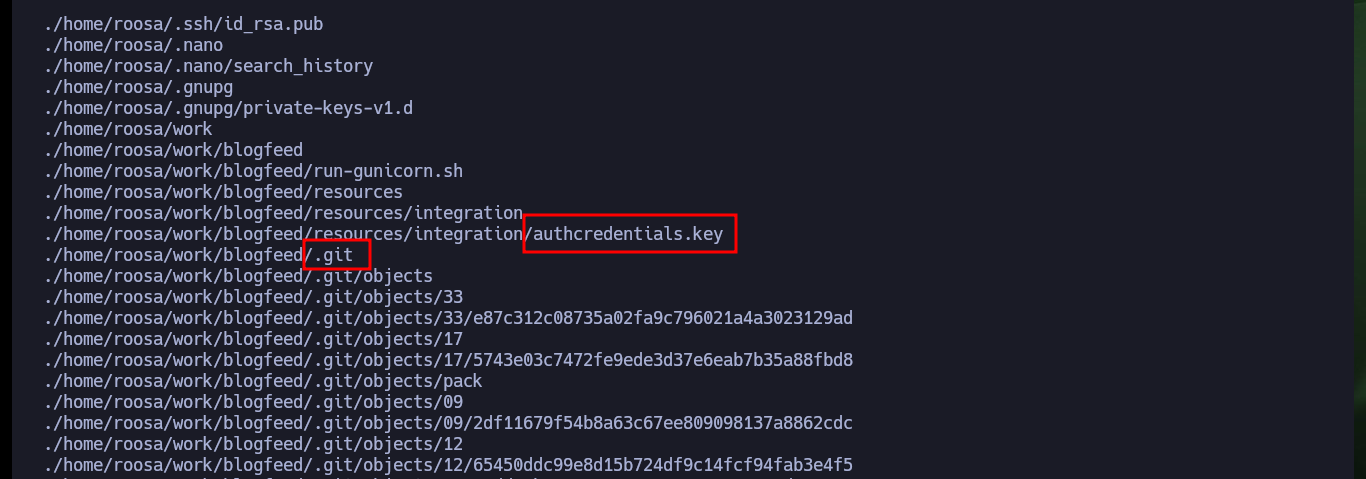 ./home/roosa/.ssh/id_rsa.pub
./home/roosa/.nano
./home/roosa/.nano/search_history
./home/roosa/.gnupg
./home/roosa/.gnupg/private-keys-v1.d
./home/roosa/work
./home/roosa/work/blogfeed
./home/roosa/work/blogfeed/run-gunicorn.sh
./home/roosa/work/blogfeed/resources
./home/roosa/work/blogfeed/resources/integration
./home/roosa/work/blogfeed/resources/integration/authcredentials.key
./home/roosa/work/blogfeed/.git
./home/roosa/work/blogfeed/.git/objects
./home/roosa/work/blogfeed/.git/objects/33
./home/roosa/work/blogfeed/.git/objects/33/e87c312c08735a02fa9c796021a4a3023129ad
./home/roosa/work/blogfeed/.git/objects/17
./home/roosa/work/blogfeed/.git/objects/17/5743e03c7472fe9ede3d37e6eab7b35a88fbd8
./home/roosa/work/blogfeed/.git/objects/pack
./home/roosa/work/blogfeed/.git/objects/09
./home/roosa/work/blogfeed/.git/objects/09/2df11679f54b8a63c67ee809098137a8862cdc
./home/roosa/work/blogfeed/.git/objects/12
./home/roosa/work/blogfeed/.git/objects/12/65450ddc99e8d15b724df9c14fcf94fab3e4f5